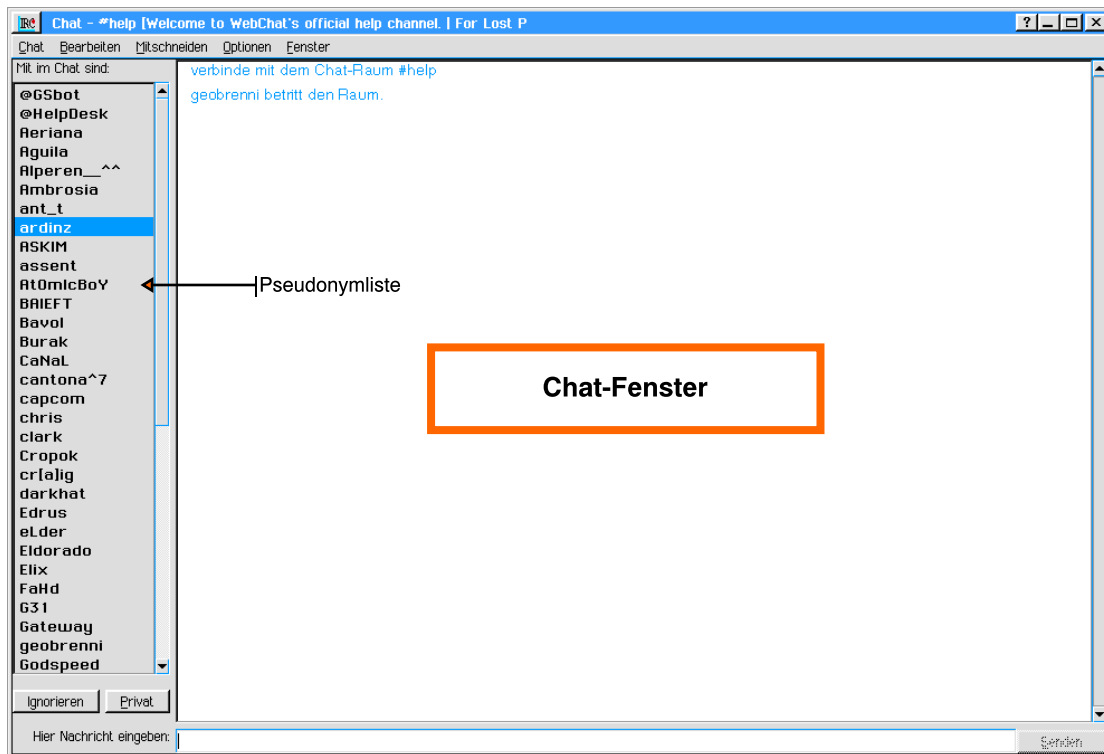 IRC Chat - #help [Welcome to WebChat's official help channel. | For Lost P
Chat Bearbeiten Mitschneiden Optionen Fenster
Mit im Chat sind:
@GSbot
@HelpDesk
Aeriana
Aguila
Alperen__^^
Ambrosia
ant_t
ardinz
ASKIM
assent
At0mIcBoY
BAIEFT
Bavol
Burak
CaNaL
cantona^7
capcom
chris
clark
Cropok
cr[a]ig
darkhat
Edrus
eLder
Eldorado
Elix
FaHd
G31
Gateway
geobrenni
Godspeed
Ignorieren Privat
verbinde mit dem Chat-Raum #help
geobrenni betritt den Raum.
Pseudonymliste
Chat-Fenster
Hier Nachricht eingeben:
Senden